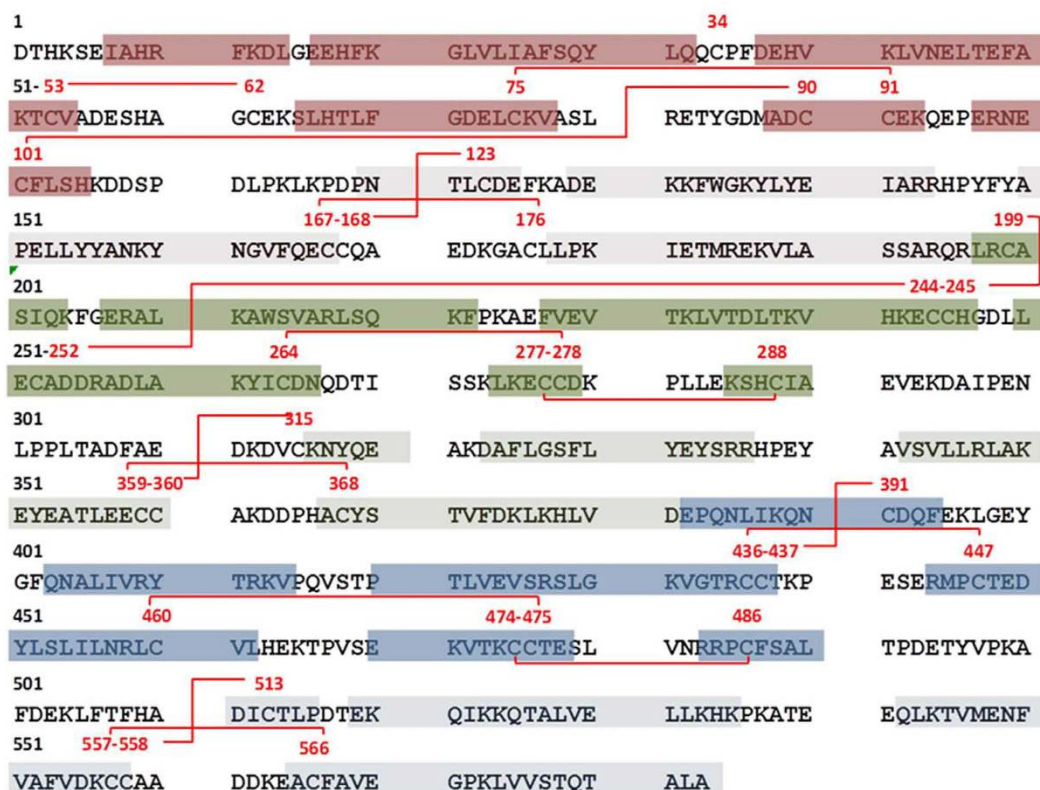 1 34
DTHKSEIAHR FKDLGEEHFK GLVLIAFSQY LQQCPFDEHV KLVNELTEFA
51- 53 62 75 90 91
KTCVADESHA GCEKSLHTLF GDELCKVASL RETYGDMADC CEKQEPERNE
101 123
CFLSHKDDSP DLPKLKPDPN TLCDEFKADE KKFWGKYLYE IARRHPYFYA
151 167-168 176 199
PELLYYANKY NGVFQECCQA EDKGACLLPK IETMREKVLA SSARQRLRCA
201 244-245
SIQKFGERAL KAWSVARLSQ KFPKAEFVEV TKLVTDLTKV HKECCHGDLL
251-252 264 277-278 288
ECADDRADLA KYICDNQDTI SSKLKECCDK PLLEKSHCIA EVEKDAIPEN
301 315
LPPLTADFAE DKDVCKNYQE AKDAFLGSFL YEYSRRHPEY AVSVLLRLAK
351 359-360 368 391
EYEATLEECC AKDDPHACYS TVFDKLKHLV DEPQNLIKQN CDQFEKLGEY
401 436-437 447
GFQNALIVRY TRKVPQVSTP TLVEVSRSLG KVGTRCCTKP ESERMPCTED
451 460 474-475 486
YLSLILNRLC VLHEKTPVSE KVTKCCTESL VNRRPCFSAL TPDETYVPKA
501 513
FDEKLFTFHA DICTLPDTEK QIKKQTALVE LLKHKPKATE EQLKTVMENF
551 557-558 566
VAFVDKCCAA DDKEACFAVE GPKLVVSTQT ALA